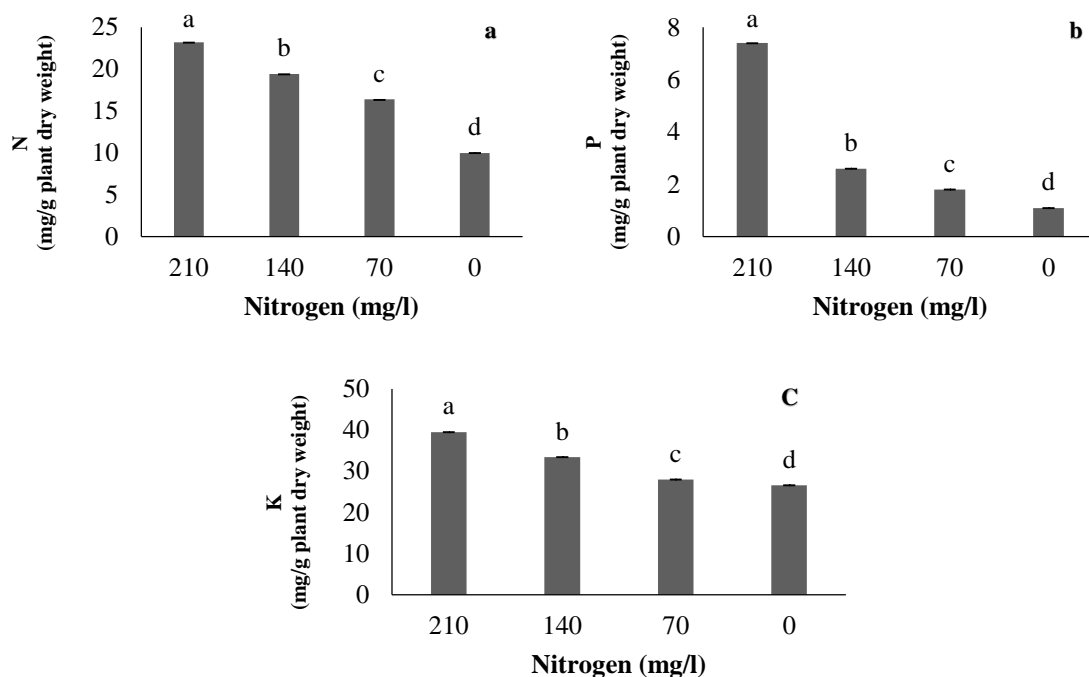 a
25
20
15
10
5
0
N
(mg/g plant dry weight)
a
b
c
d
210 140 70 0
Nitrogen (mg/l)
b
8
6
4
2
0
P
(mg/g plant dry weight)
a
b
c
d
210 140 70 0
Nitrogen (mg/l)
C
50
40
30
20
10
0
K
(mg/g plant dry weight)
a
b
c
d
210 140 70 0
Nitrogen (mg/l)